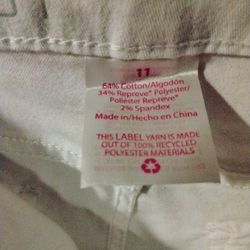 11
64% Cotton/Algodón
34% Repreve® Polyester/
Poliéster Repreve®
2% Spandex
Made in/Hecho en China
THIS LABEL YARN IS MADE
OUT OF 100% RECYCLED
POLYESTER MATERIALS